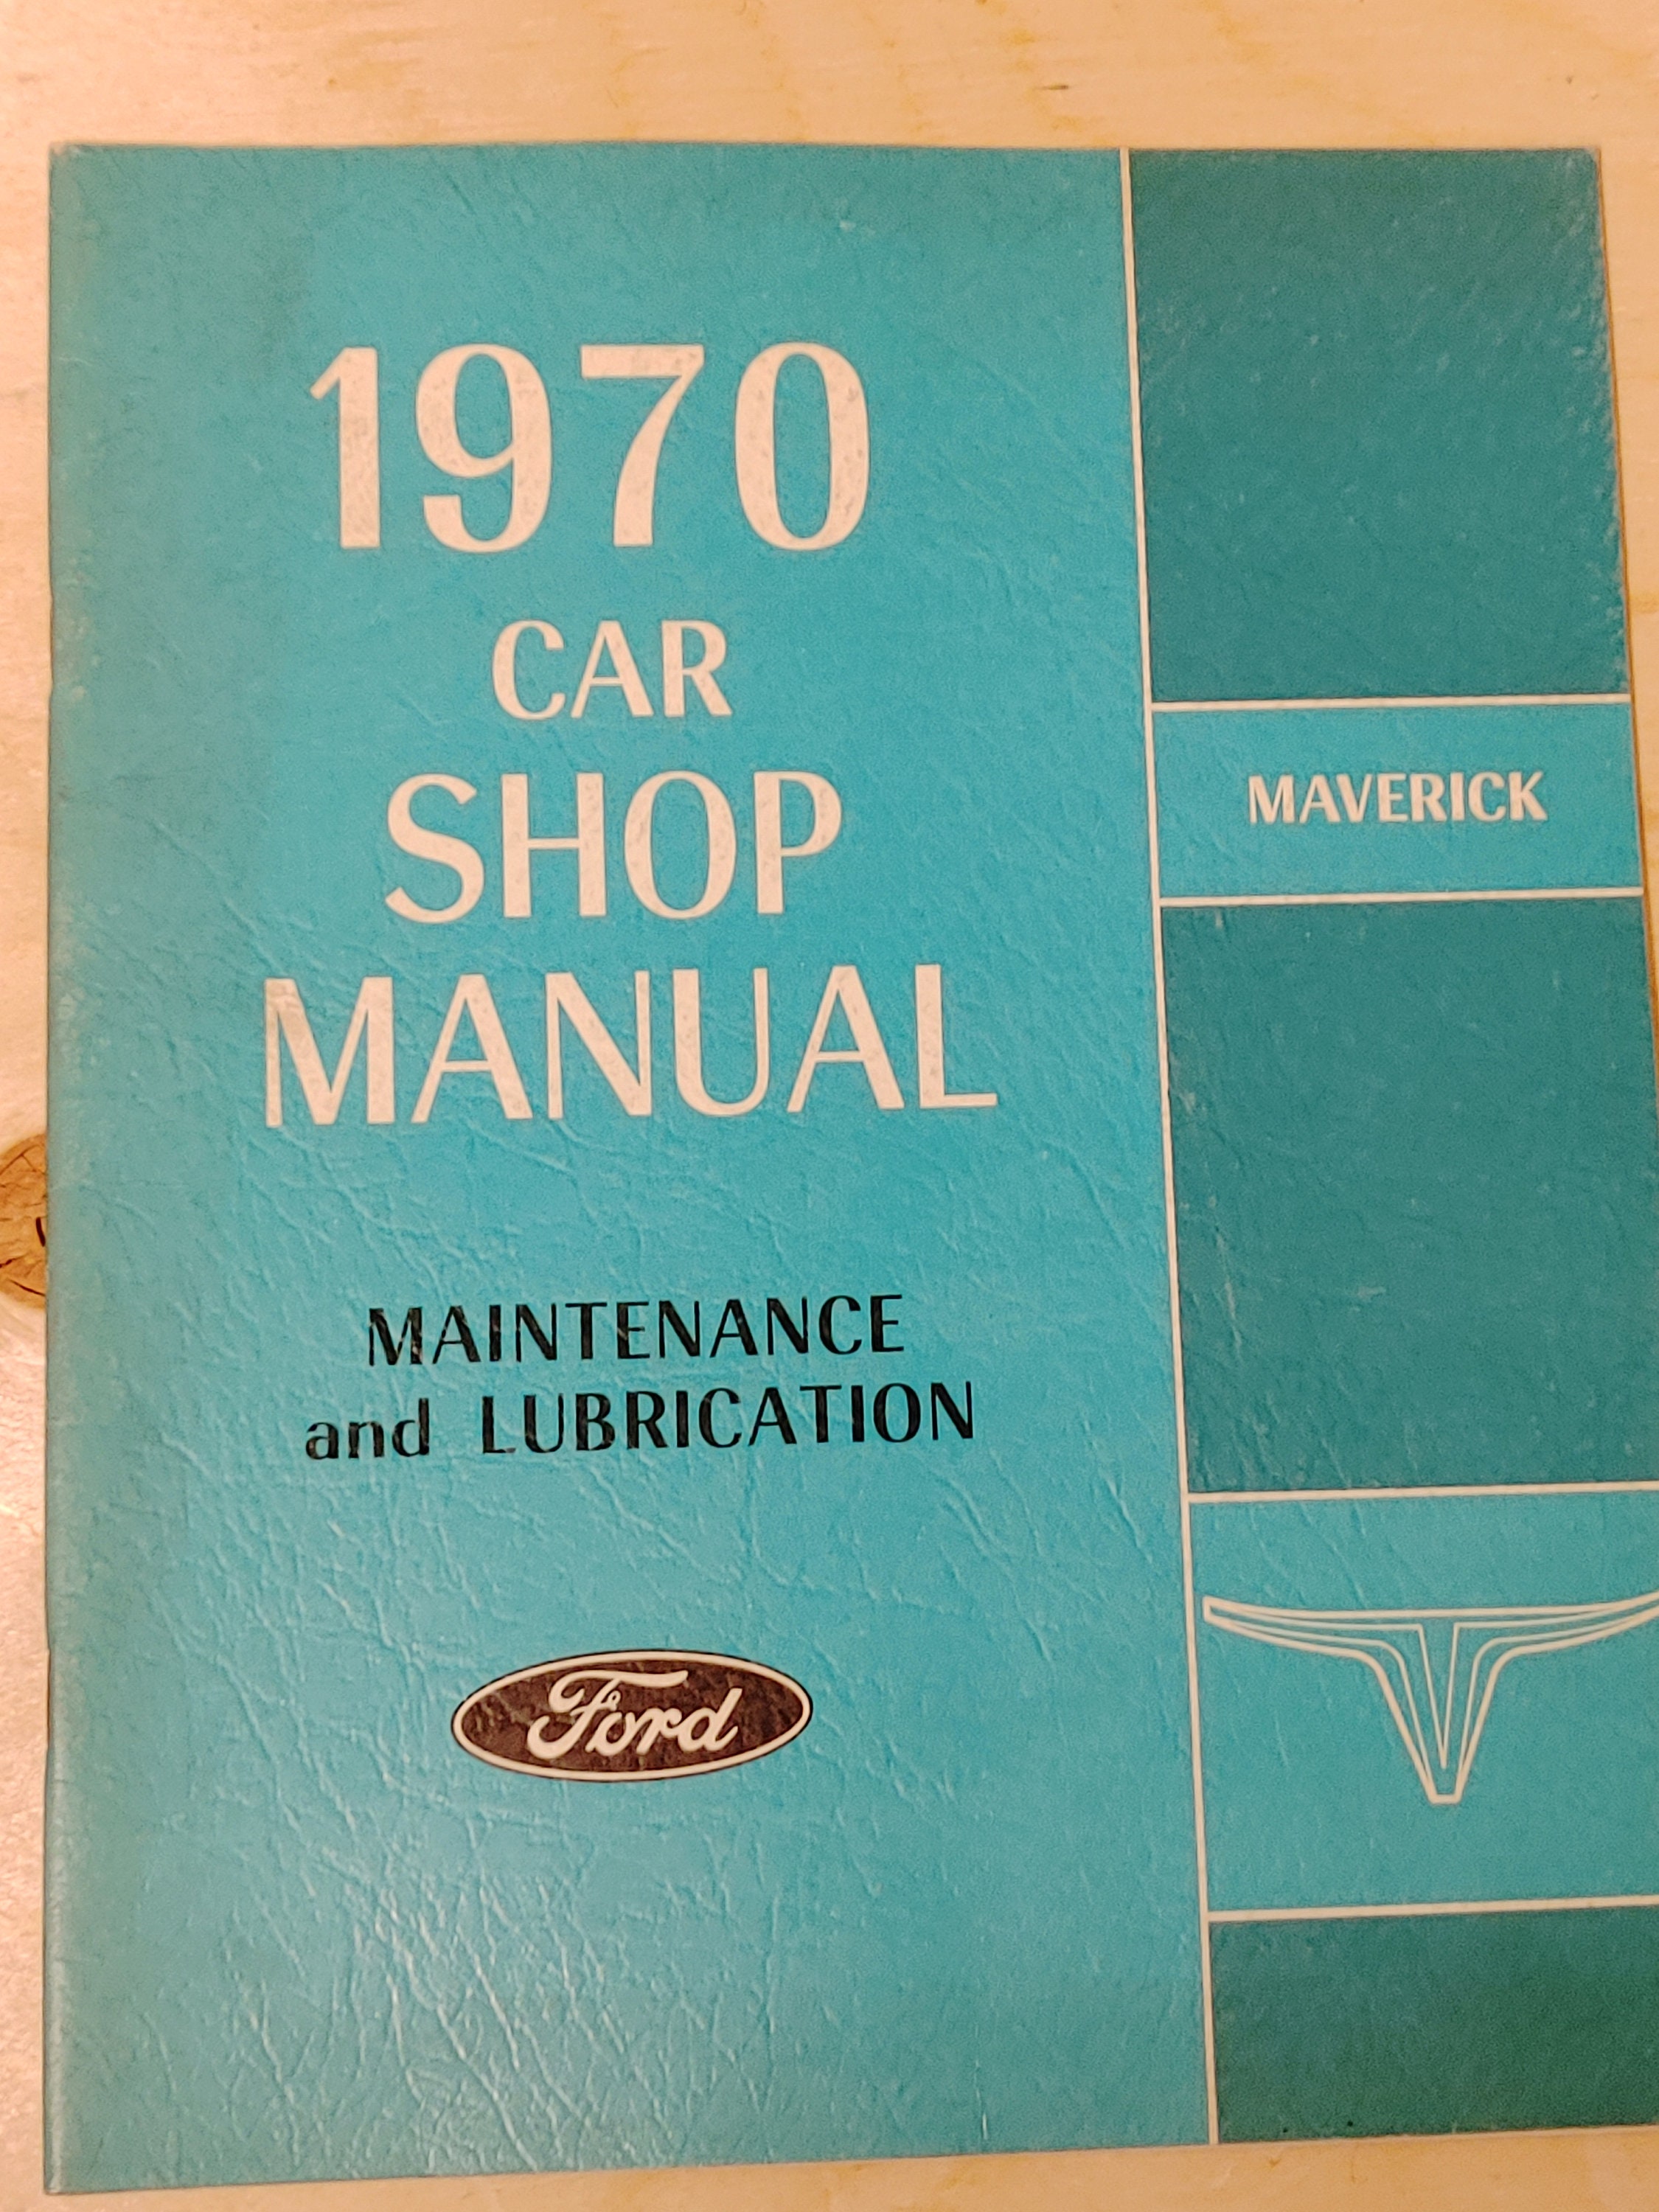 1970
CAR
SHOP
MANUAL
MAINTENANCE
and LUBRICATION
Ford
MAVERICK